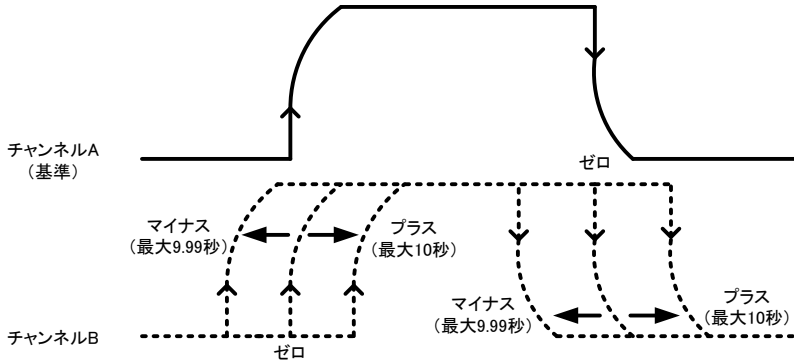 チャンネルA
（基準）
ゼロ
マイナス
（最大9.99秒）
プラス
（最大10秒）
マイナス
（最大9.99秒）
プラス
（最大10秒）
チャンネルB
ゼロ